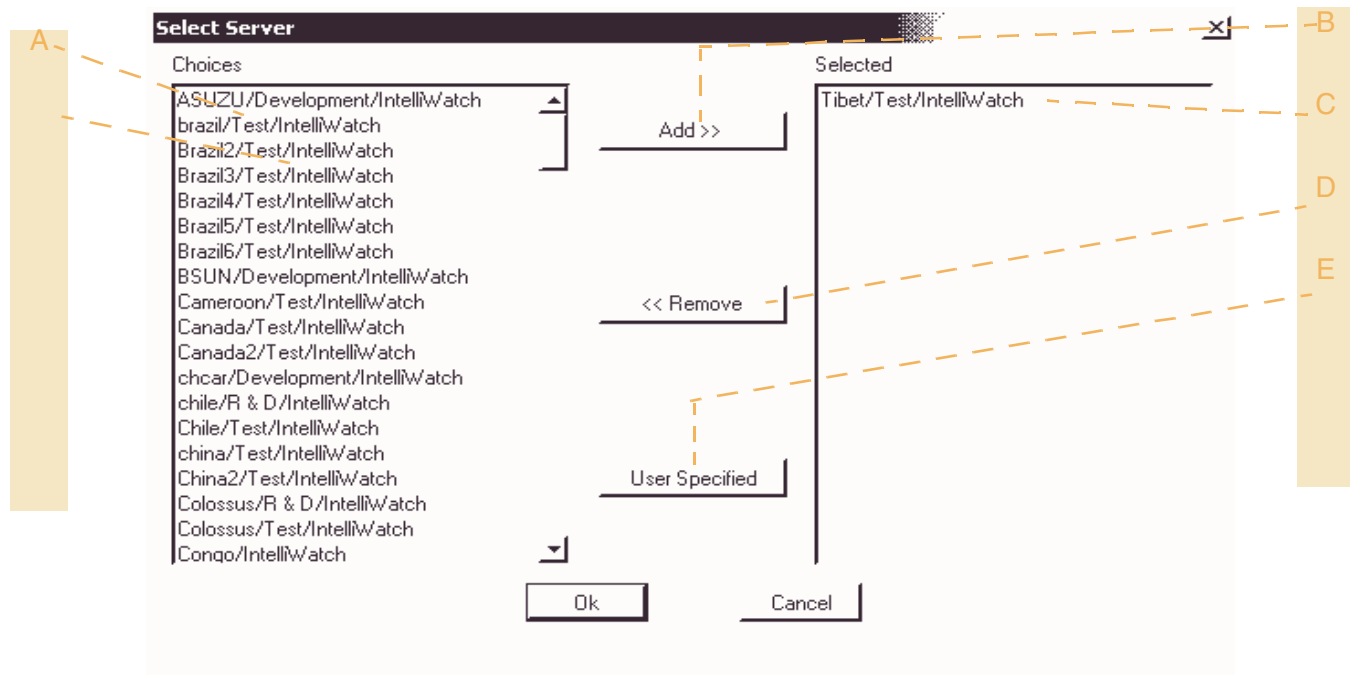 Select Server
Choices
ASUZU/Development/IntelliWatch
brazil/Test/IntelliWatch
Brazil2/Test/IntelliWatch
Brazil3/Test/IntelliWatch
Brazil4/Test/IntelliWatch
Brazil5/Test/IntelliWatch
Brazil6/Test/IntelliWatch
BSUN/Development/IntelliWatch
Cameroon/Test/IntelliWatch
Canada/Test/IntelliWatch
Canada2/Test/IntelliWatch
chcar/Development/IntelliWatch
chile/R & D/IntelliWatch
Chile/Test/IntelliWatch
china/Test/IntelliWatch
China2/Test/IntelliWatch
Colossus/R & D/IntelliWatch
Colossus/Test/IntelliWatch
Congo/IntelliWatch
Add >>
<< Remove
User Specified
Selected
Tibet/Test/IntelliWatch
Ok
Cancel
A
B
C
D
E